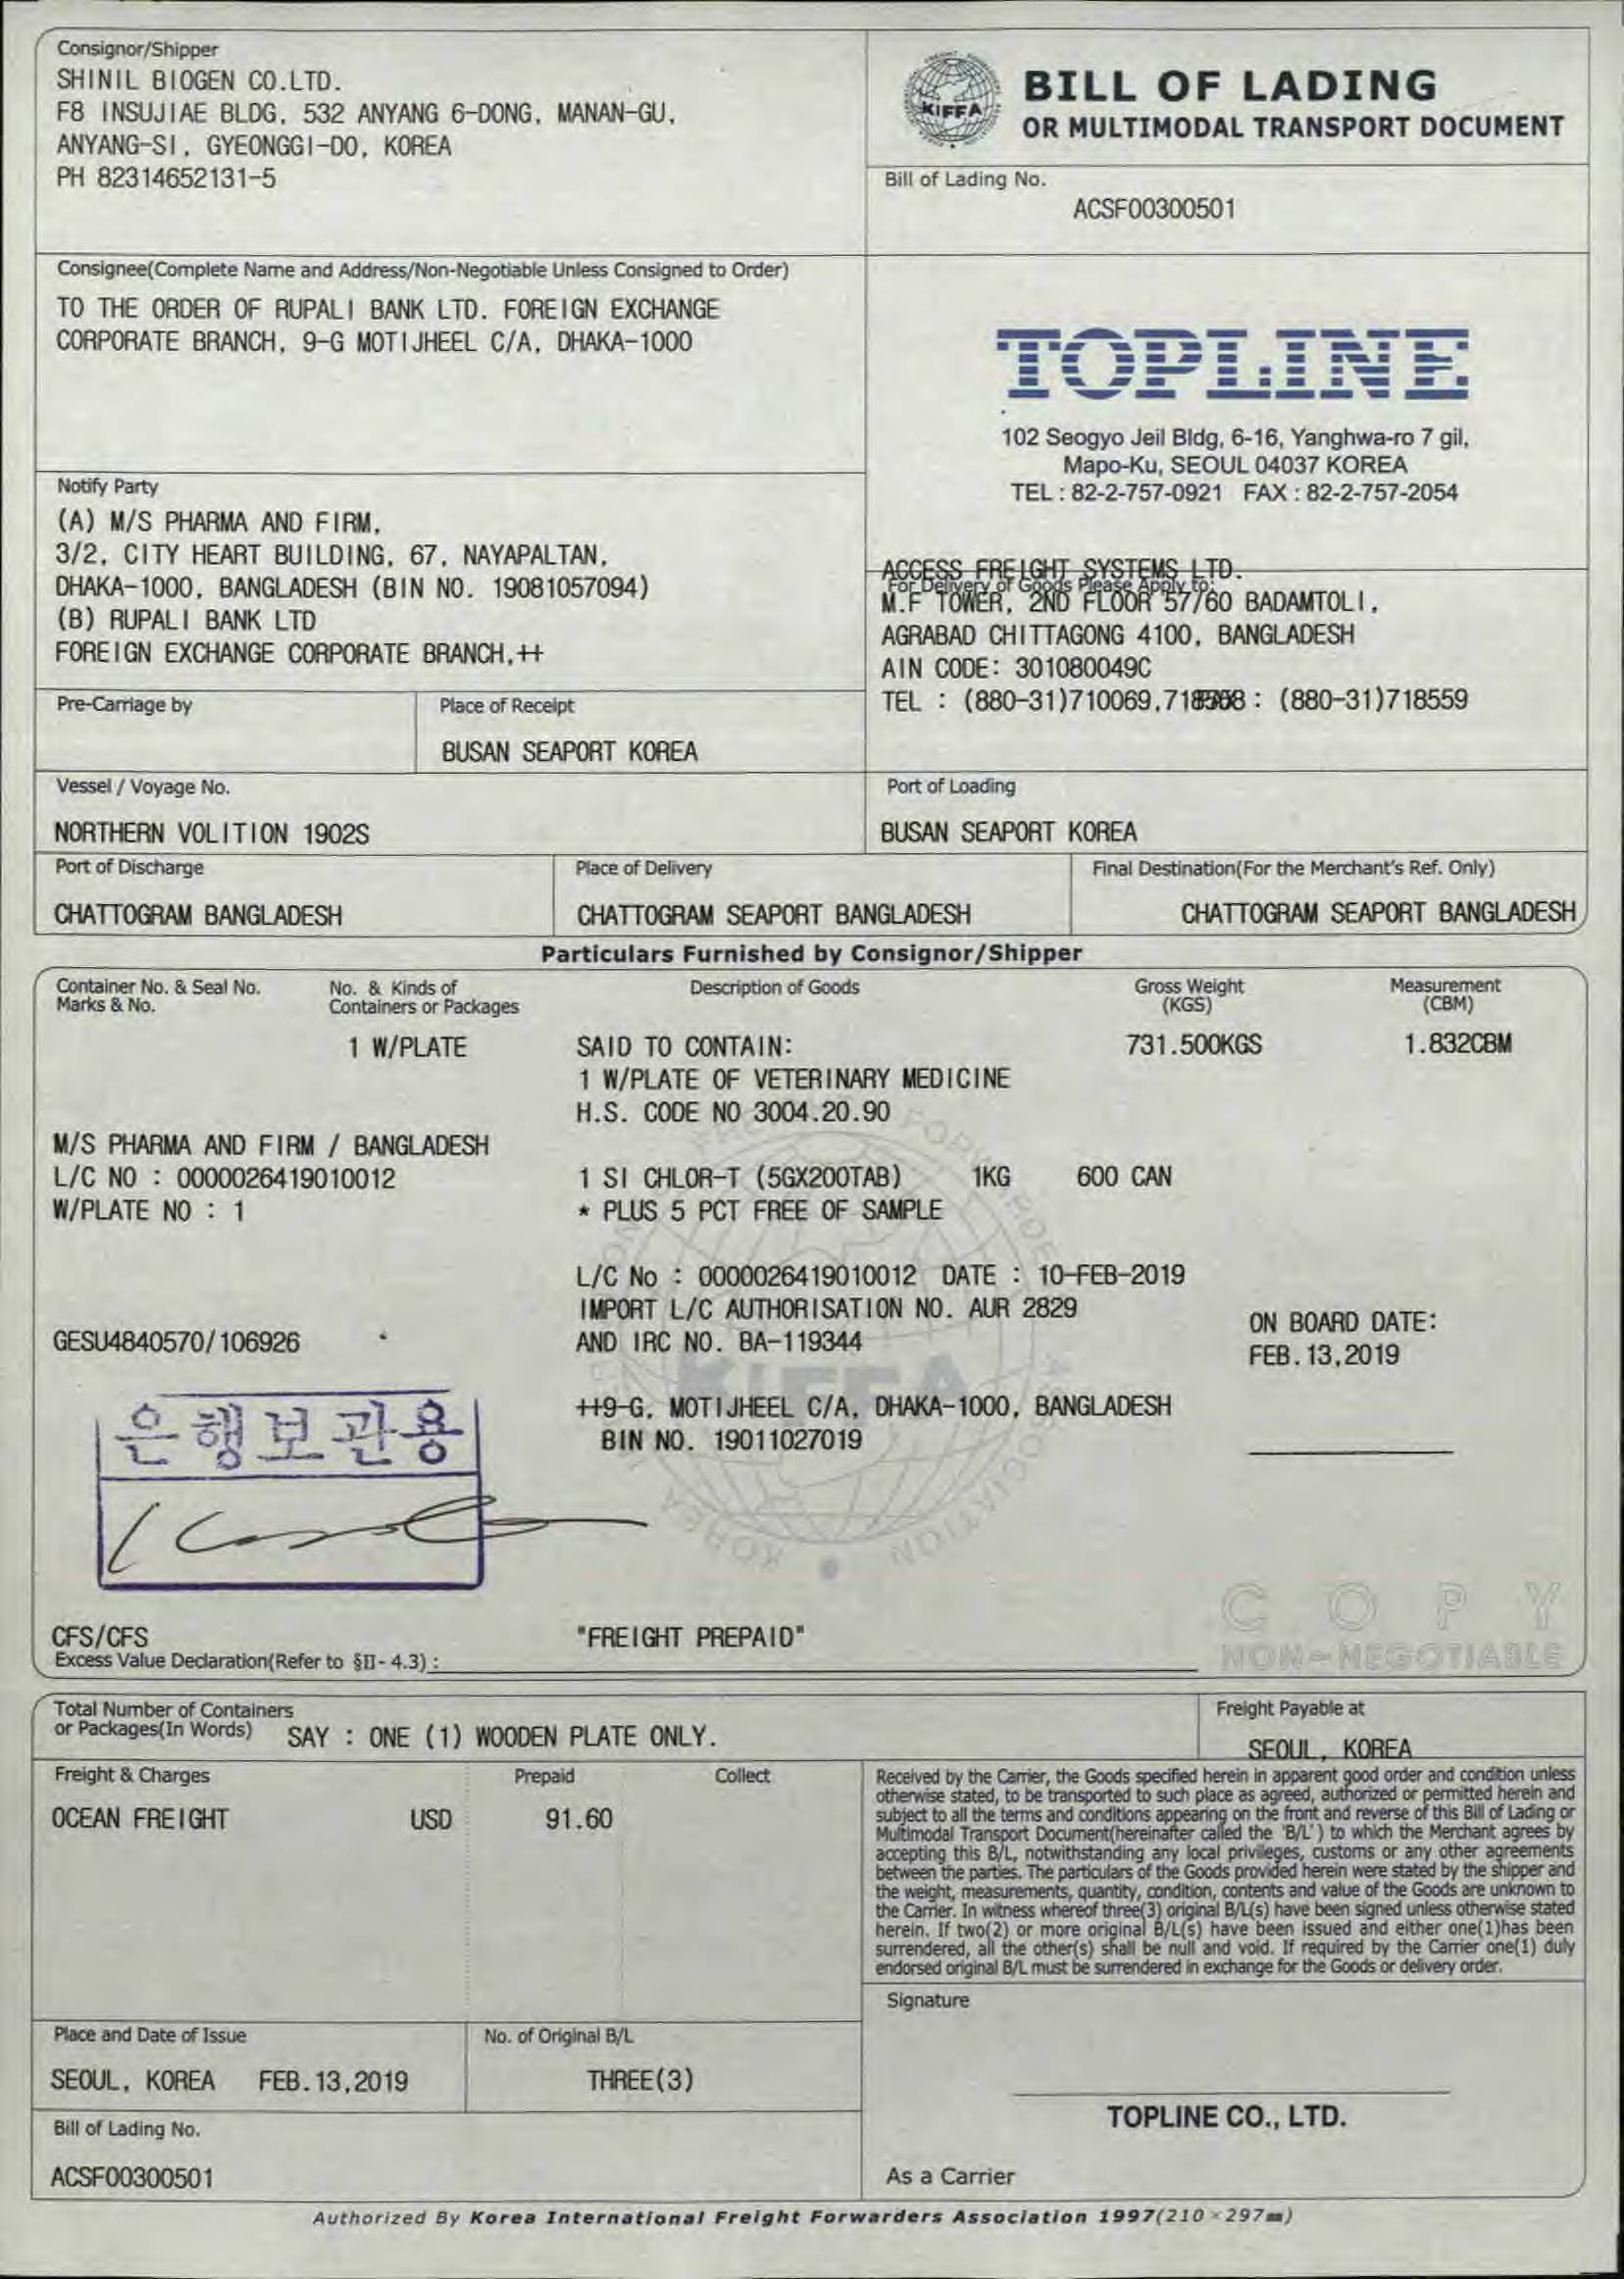 Consignor/Shipper
SHINIL BIOGEN CO.LTD.
F8 INSUJIAE BLDG, 532 ANYANG 6-DONG, MANAN-GU,
ANYANG-SI, GYEONGGI-DO, KOREA
PH 82314652131-5
KIFFA
BILL OF LADING
OR MULTIMODAL TRANSPORT DOCUMENT
Bill of Lading No.
ACSF00300501
Consignee(Complete Name and Address/Non-Negotiable Unless Consigned to Order)
TO THE ORDER OF RUPALI BANK LTD. FOREIGN EXCHANGE
CORPORATE BRANCH, 9-G MOTIJHEEL C/A, DHAKA-1000
TOPLINE
102 Seogyo Jeil Bldg, 6-16, Yanghwa-ro 7 gil,
Mapo-Ku, SEOUL 04037 KOREA
TEL : 82-2-757-0921 FAX : 82-2-757-2054
Notify Party
(A) M/S PHARMA AND FIRM,
3/2, CITY HEART BUILDING, 67, NAYAPALTAN,
DHAKA-1000, BANGLADESH (BIN NO. 19081057094)
(B) RUPALI BANK LTD
FOREIGN EXCHANGE CORPORATE BRANCH,++
ACCESS FREIGHT SYSTEMS LTD.
For Delivery of Goods Please Apply to:
M.F TOWER, 2ND FLOOR 57/60 BADAMTOLI,
AGRABAD CHITTAGONG 4100, BANGLADESH
AIN CODE: 301080049C
TEL : (880-31)710069, : (880-31)718559
Pre-Carriage by
Place of Receipt
BUSAN SEAPORT KOREA
Vessel / Voyage No.
NORTHERN VOLITION 1902S
Port of Loading
BUSAN SEAPORT KOREA
Port of Discharge
CHATTOGRAM BANGLADESH
Place of Delivery
CHATTOGRAM SEAPORT BANGLADESH
Final Destination(For the Merchant's Ref. Only)
CHATTOGRAM SEAPORT BANGLADESH
Particulars Furnished by Consignor/Shipper
Container No. & Seal No.
Marks & No.
No. & Kinds of
Containers or Packages
Description of Goods
Gross Weight
(KGS)
Measurement
(CBM)
1 W/PLATE
SAID TO CONTAIN:
731.500KGS
1.832CBM
1 W/PLATE OF VETERINARY MEDICINE
H.S. CODE NO 3004.20.90
M/S PHARMA AND FIRM / BANGLADESH
L/C NO : 0000026419010012
W/PLATE NO : 1
1 SI CHLOR-T (5GX200TAB) 1KG 600 CAN
* PLUS 5 PCT FREE OF SAMPLE
L/C No : 0000026419010012 DATE : 10-FEB-2019
IMPORT L/C AUTHORISATION NO. AUR 2829
AND IRC NO. BA-119344
GESU4840570/106926
ON BOARD DATE:
FEB.13,2019
++9-G, MOTIJHEEL C/A, DHAKA-1000, BANGLADESH
BIN NO. 19011027019
은행보관용
KIFFA
CFS/CFS
"FREIGHT PREPAID"
COPY
NON-NEGOTIABLE
Excess Value Declaration(Refer to §II- 4.3) :
Total Number of Containers
or Packages(In Words)
SAY : ONE (1) WOODEN PLATE ONLY.
Freight Payable at
SEOUL, KOREA
Freight & Charges
Prepaid
Collect
OCEAN FREIGHT USD 91.60
Received by the Carrier, the Goods specified herein in apparent good order and condition unless
otherwise stated, to be transported to such place as agreed, authorized or permitted herein and
subject to all the terms and conditions appearing on the front and reverse of this Bill of Lading or
Multimodal Transport Document(hereinafter called the 'B/L') to which the Merchant agrees by
accepting this B/L, notwithstanding any local privileges, customs or any other agreements
between the parties. The particulars of the Goods provided herein were stated by the shipper and
the weight, measurements, quantity, condition, contents and value of the Goods are unknown to
the Carrier. In witness whereof three(3) original B/L(s) have been signed unless otherwise stated
herein. If two(2) or more original B/L(s) have been issued and either one(1)has been
surrendered, all the other(s) shall be null and void. If required by the Carrier one(1) duly
endorsed original B/L must be surrendered in exchange for the Goods or delivery order.
Signature
Place and Date of Issue
SEOUL, KOREA FEB.13,2019
No. of Original B/L
THREE(3)
TOPLINE CO., LTD.
Bill of Lading No.
ACSF00300501
As a Carrier
Authorized By Korea International Freight Forwarders Association 1997(210×297㎜)